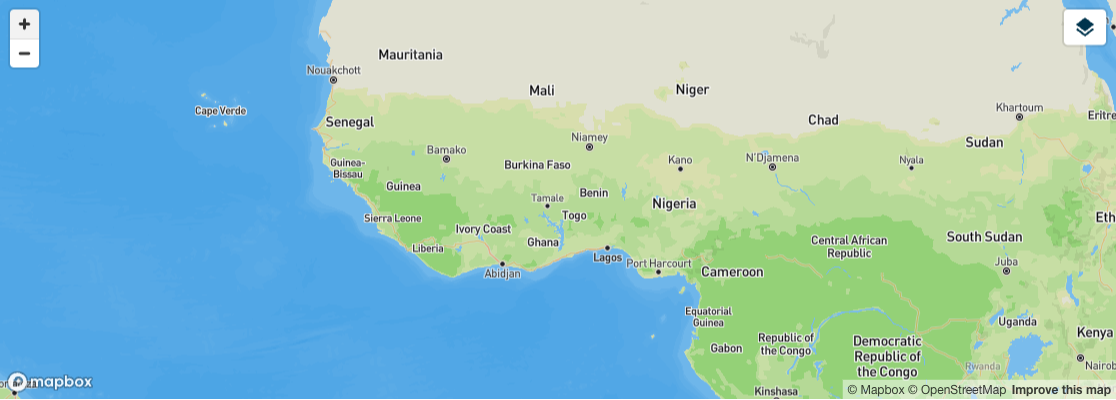 +
−
Mauritania
Nouakchott
Mali
Niger
Cape Verde
Senegal
Chad
Khartoum
Eritre
Niamey
Sudan
Bamako
Guinea-
Bissau
Burkina Faso
Kano
N'Djamena
Nyala
Guinea
Tamale
Benin
Nigeria
Sierra Leone
Togo
Eth
Ivory Coast
Liberia
Ghana
Central African
Republic
South Sudan
Lagos
Abidjan
Port Harcourt
Cameroon
Juba
Equatorial
Guinea
Uganda
Kenya
Gabon
Republic of
the Congo
Democratic
Republic of
the Congo
Rwanda
Nairob
mapbox
Kinshasa
© Mapbox © OpenStreetMap Improve this map